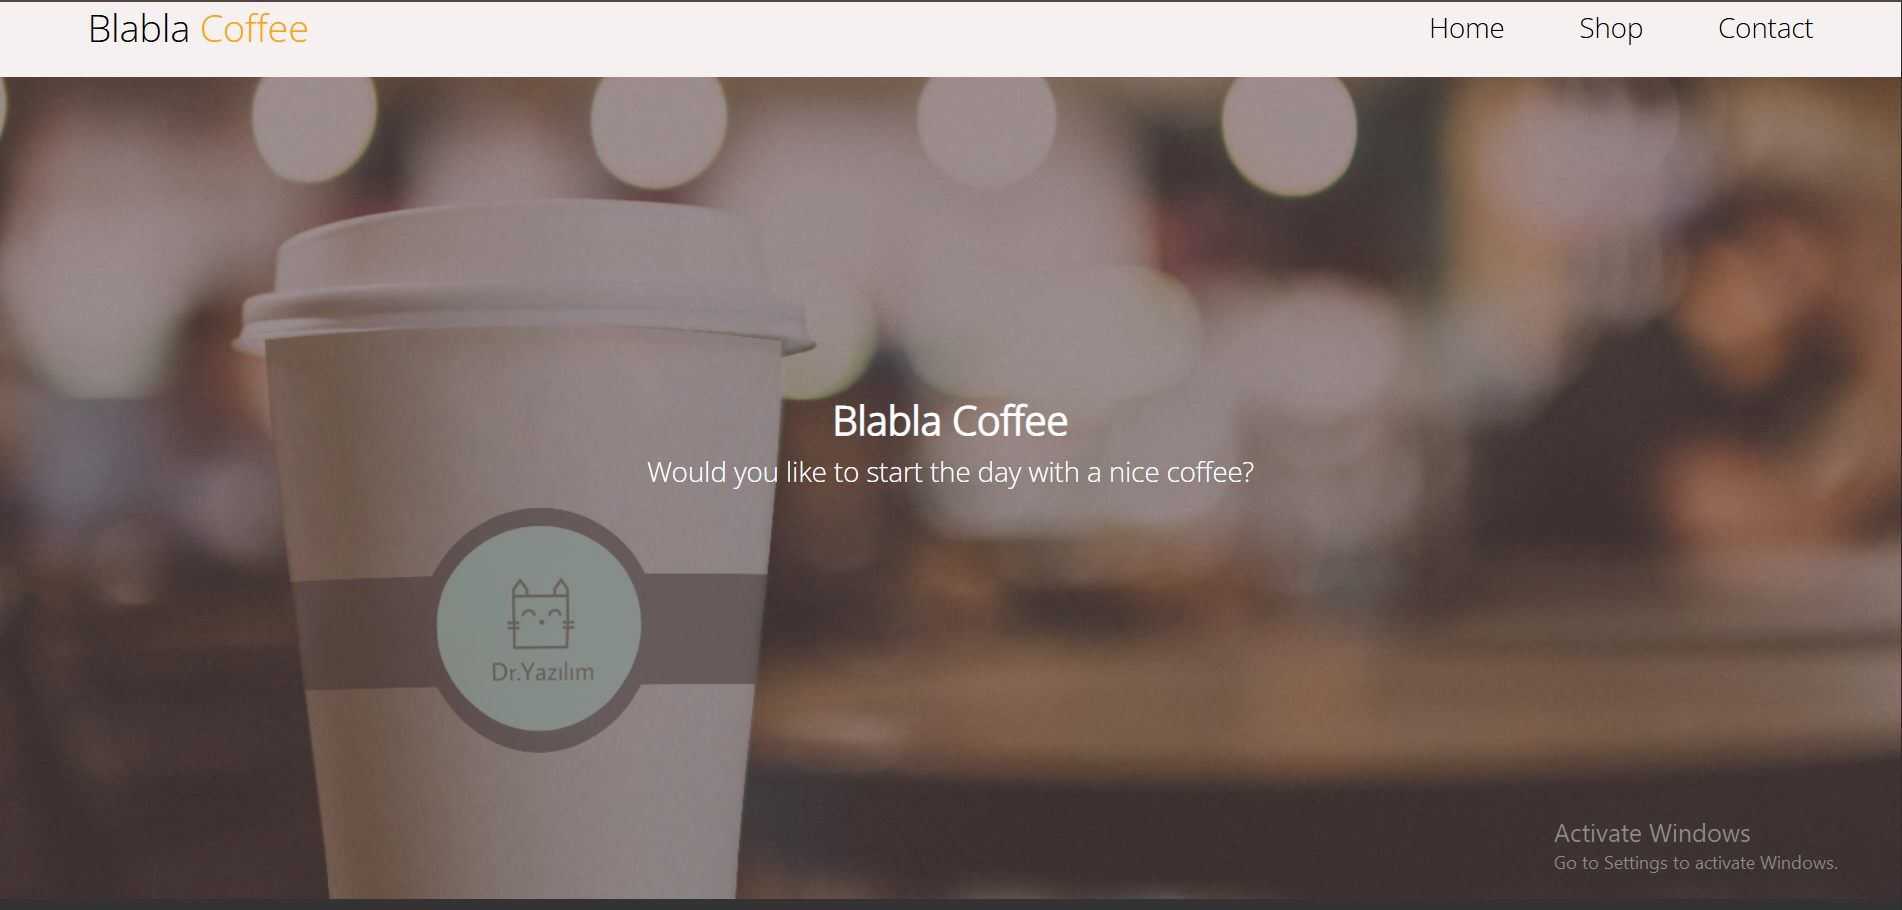 Blabla Coffee
Home Shop Contact
Blabla Coffee
Would you like to start the day with a nice coffee?
Dr.Yazılım
Activate Windows
Go to Settings to activate Windows.